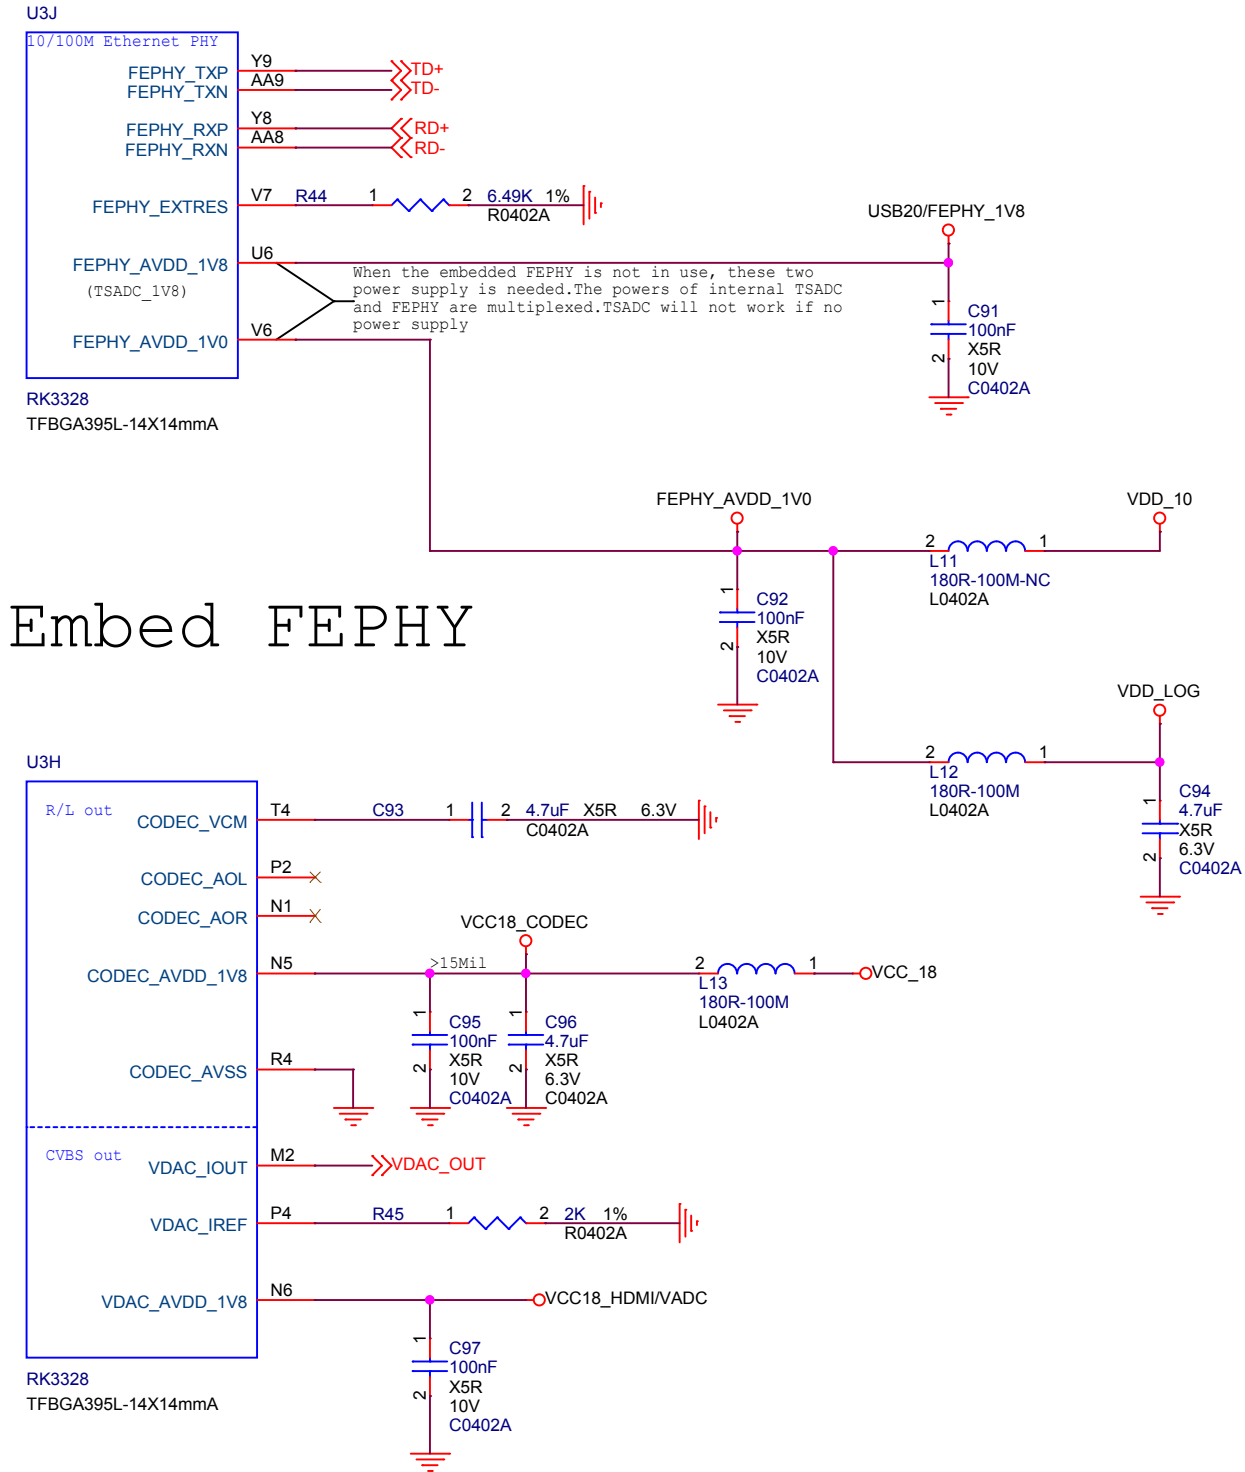 U3J
10/100M Ethernet PHY
FEPHY_TXP Y9 TD+
FEPHY_TXN AA9 TD-
FEPHY_RXP Y8 RD+
FEPHY_RXN AA8 RD-
FEPHY_EXTRES V7 R44 1 2 6.49K 1%
R0402A
USB20/FEPHY_1V8
FEPHY_AVDD_1V8 U6
(TSADC_1V8)
When the embedded FEPHY is not in use, these two
power supply is needed.The powers of internal TSADC
and FEPHY are multiplexed.TSADC will not work if no
power supply
FEPHY_AVDD_1V0 V6
1
2
C91
100nF
X5R
10V
C0402A
RK3328
TFBGA395L-14X14mmA
FEPHY_AVDD_1V0
VDD_10
2 1
L11
180R-100M-NC
L0402A
1
2
C92
100nF
X5R
10V
C0402A
Embed FEPHY
VDD_LOG
2 1
L12
180R-100M
L0402A
1
2
C94
4.7uF
X5R
6.3V
C0402A
U3H
R/L out
CODEC_VCM T4 C93 1 2 4.7uF X5R 6.3V
C0402A
CODEC_AOL P2
CODEC_AOR N1
VCC18_CODEC
CODEC_AVDD_1V8 N5 >15Mil 2 1 VCC_18
L13
180R-100M
L0402A
1
2
C95
100nF
X5R
10V
C0402A
1
2
C96
4.7uF
X5R
6.3V
C0402A
CODEC_AVSS R4
CVBS out
VDAC_IOUT M2 VDAC_OUT
VDAC_IREF P4 R45 1 2 2K 1%
R0402A
VDAC_AVDD_1V8 N6 VCC18_HDMI/VADC
1
2
C97
100nF
X5R
10V
C0402A
RK3328
TFBGA395L-14X14mmA